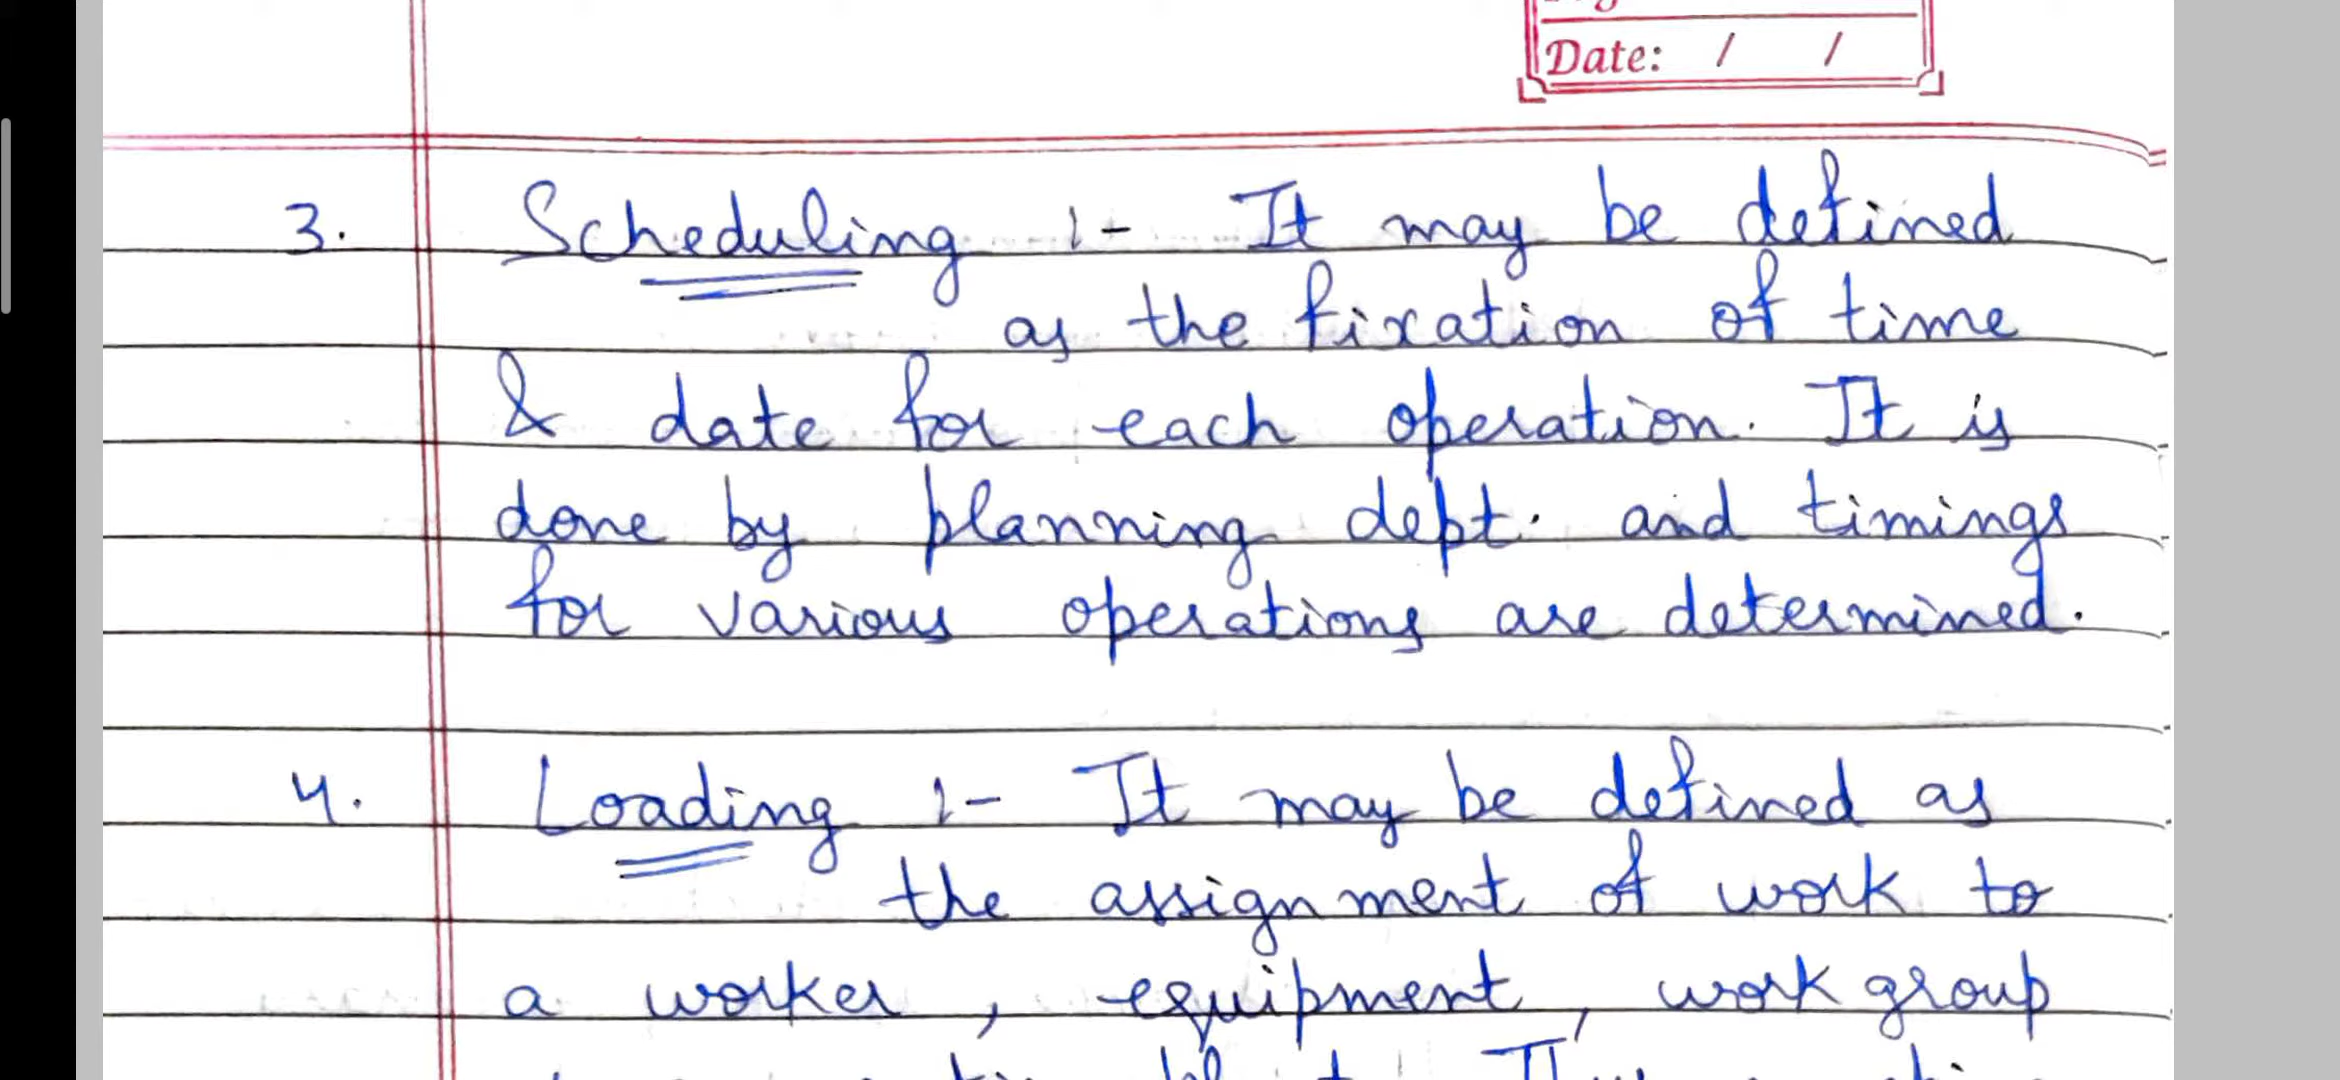 Date: / /
3. Scheduling :- It may be defined
as the fixation of time
& date for each operation. It is
done by planning dept. and timings
for various operations are determined.
4. Loading :- It may be defined as
the assignment of work to
a worker, equipment, work group